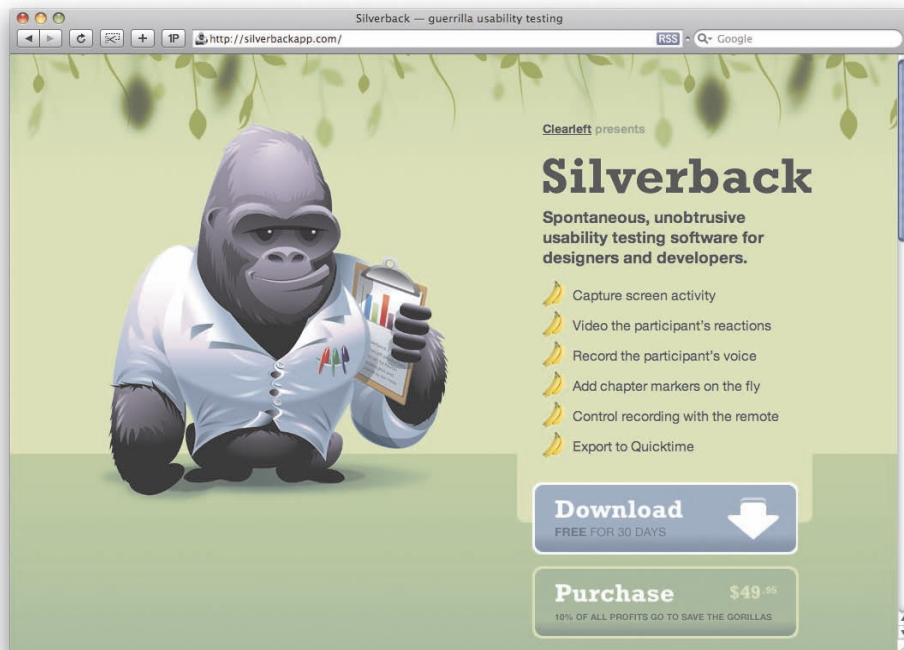 Silverback — guerrilla usability testing
1P
http://silverbackapp.com/
RSS
Google
Clearleft presents
Silverback
Spontaneous, unobtrusive
usability testing software for
designers and developers.
Capture screen activity
Video the participant's reactions
Record the participant's voice
Add chapter markers on the fly
Control recording with the remote
Export to Quicktime
Download
FREE FOR 30 DAYS
Purchase
$49.95
10% OF ALL PROFITS GO TO SAVE THE GORILLAS